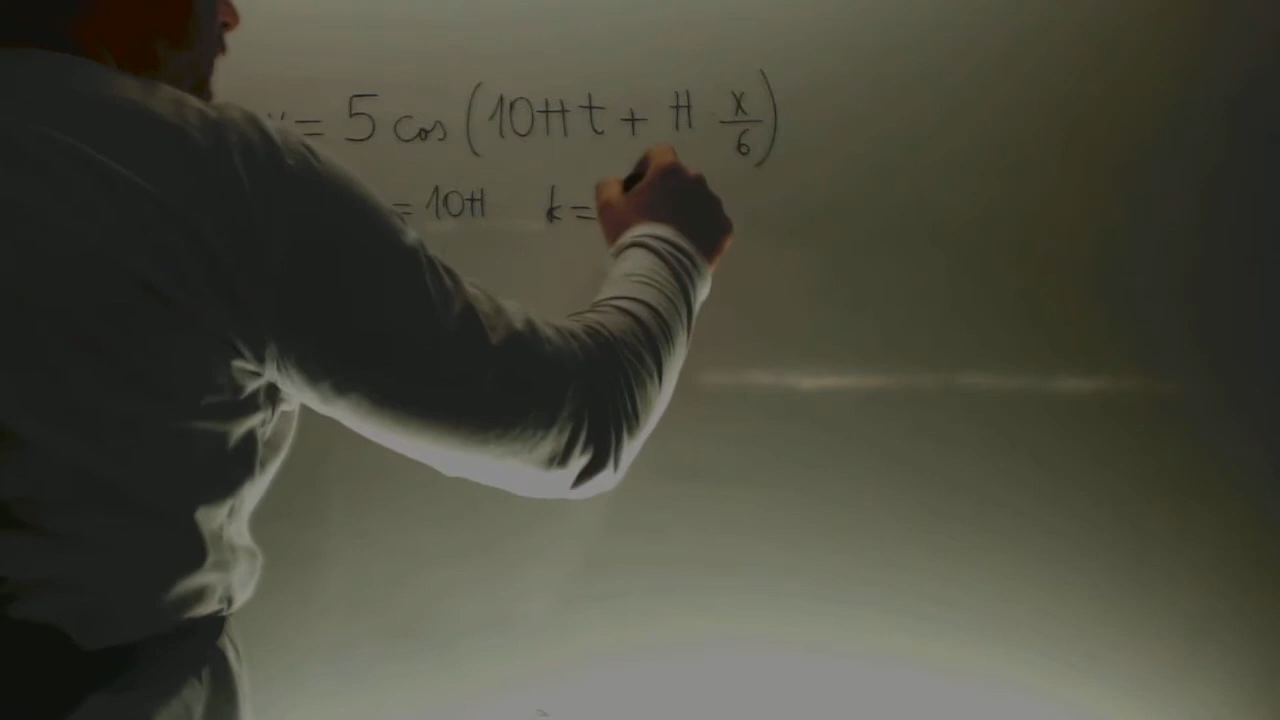 = 5 cos (10π t + π x/6)
= 10π k =